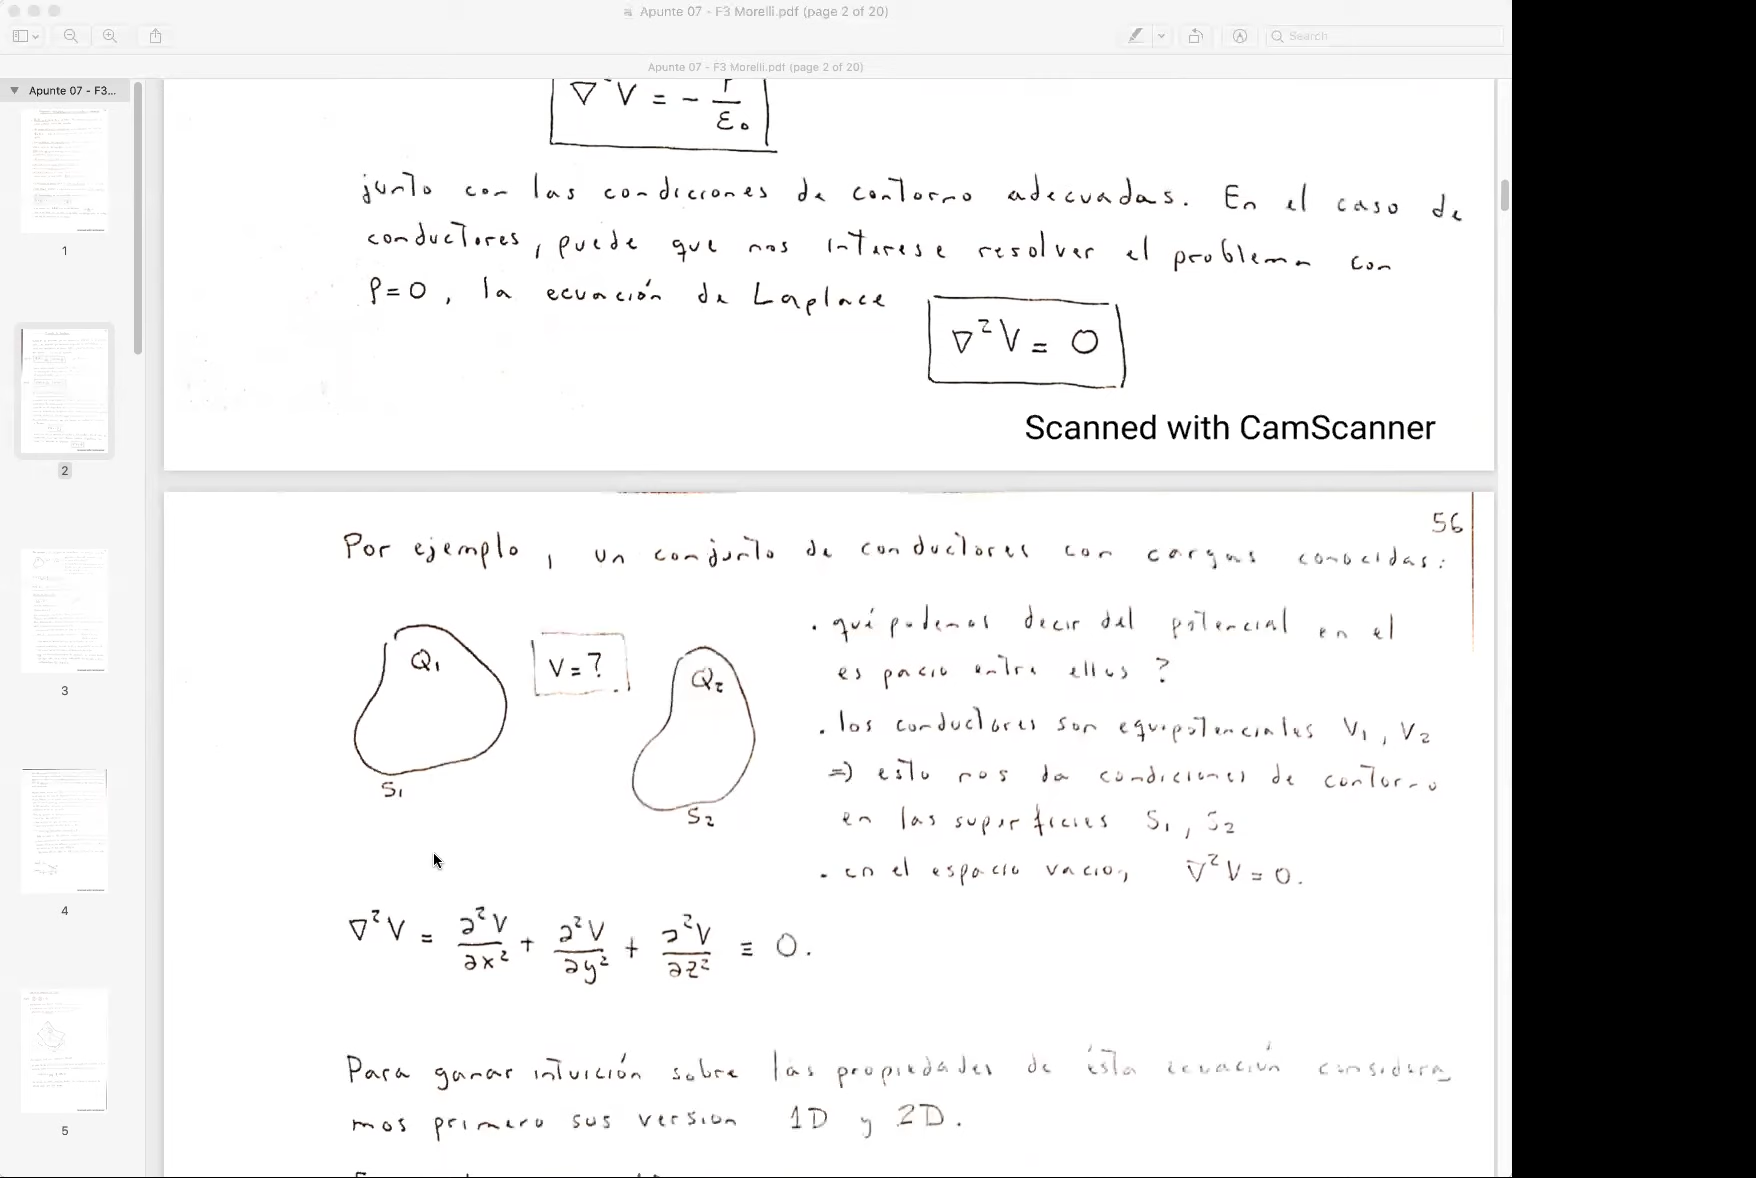 Apunte 07 - F3 Morelli.pdf (page 2 of 20)
Search
Apunte 07 - F3 Morelli.pdf (page 2 of 20)
Apunte 07 - F3...
1
2
3
4
5
∇²V = - ρ/ε₀
junto con las condiciones de contorno adecuadas. En el caso de
conductores, puede que nos interese resolver el problema con
ρ=0, la ecuación de Laplace
∇²V = 0
Scanned with CamScanner
56
Por ejemplo, un conjunto de conductores con cargas conocidas:
Q₁
V=?
Q₂
S₁
S₂
. qué podemos decir del potencial en el
espacio entre ellos?
. los conductores son equipotenciales V₁, V₂
=) esto nos da condiciones de contorno
en las superficies S₁, S₂
. en el espacio vacío, ∇²V = 0.
∇²V = ∂²V/∂x² + ∂²V/∂y² + ∂²V/∂z² ≡ 0.
Para ganar intuición sobre las propiedades de ésta ecuación considera
mos primero sus version 1D y 2D.